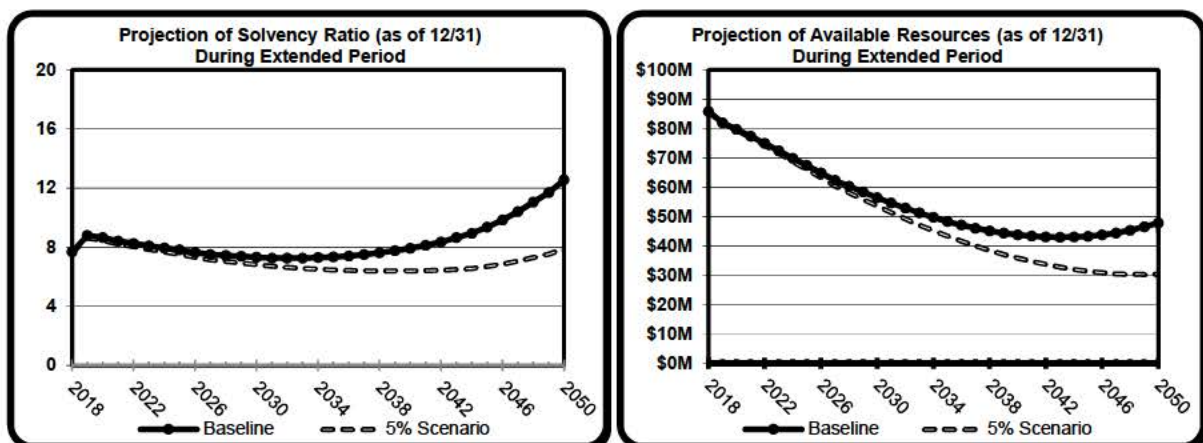 Projection of Solvency Ratio (as of 12/31)
During Extended Period
20
16
12
8
4
0
2018
2022
2026
2030
2034
2038
2042
2046
2050
Baseline
5% Scenario
Projection of Available Resources (as of 12/31)
During Extended Period
$100M
$90M
$80M
$70M
$60M
$50M
$40M
$30M
$20M
$10M
$0M
2018
2022
2026
2030
2034
2038
2042
2046
2050
Baseline
5% Scenario